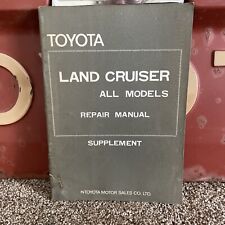 TOYOTA
LAND CRUISER
ALL MODELS
REPAIR MANUAL
SUPPLEMENT
TOYOTA MOTOR SALES CO., LTD.